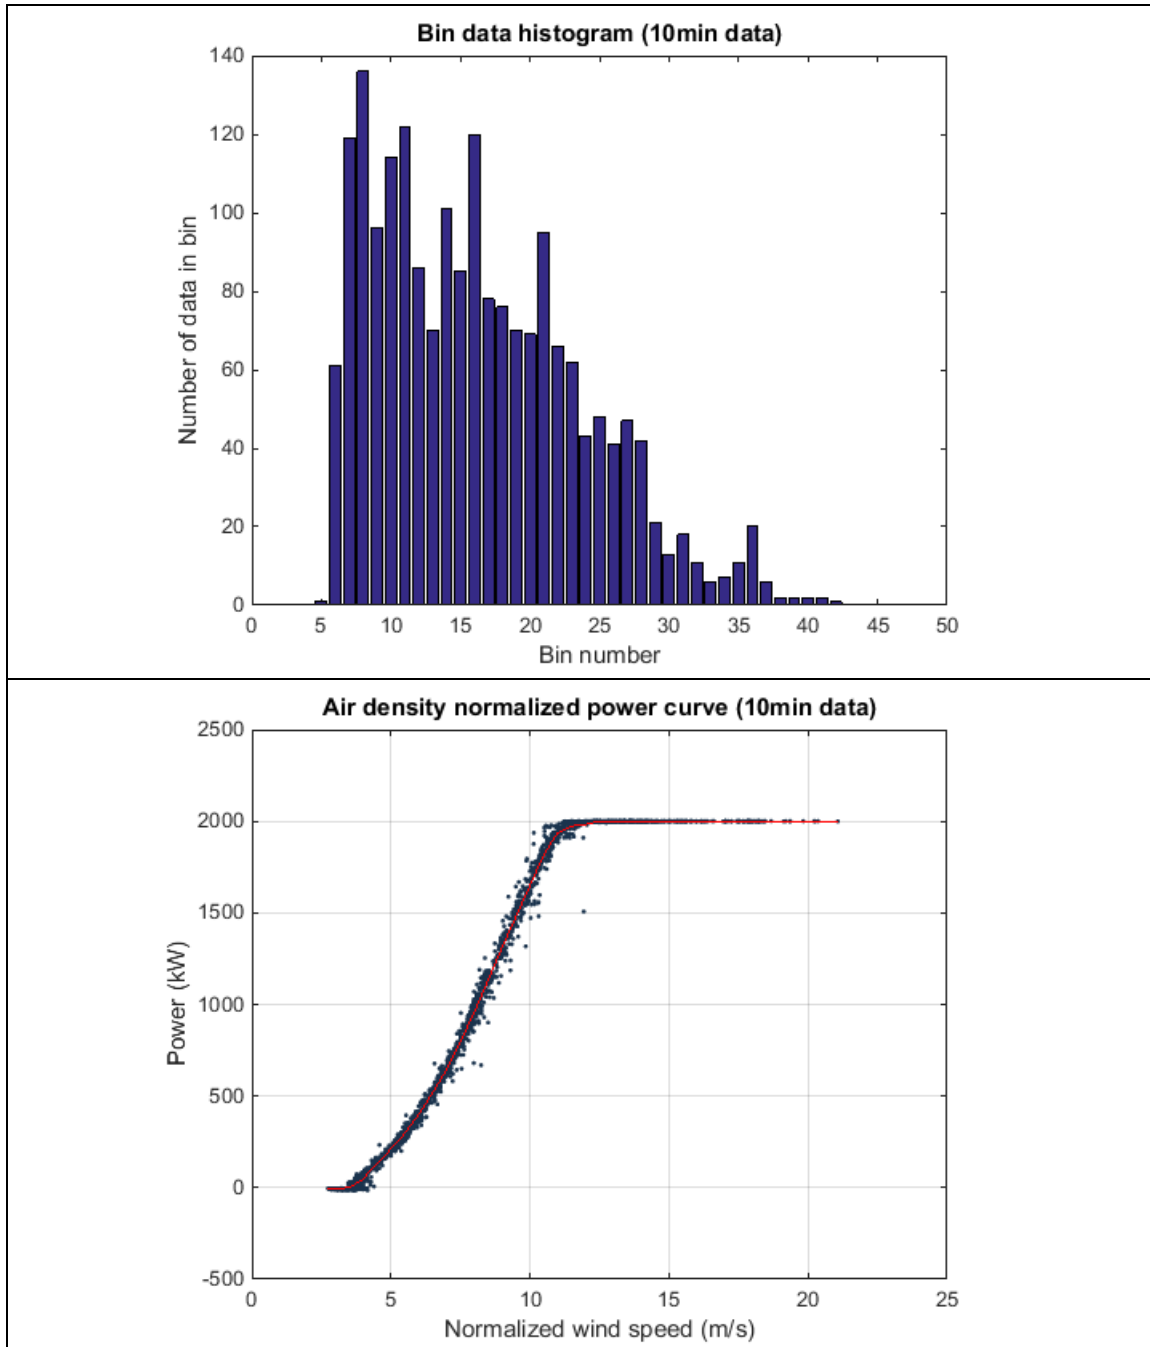 Bin data histogram (10min data)
140
120
100
80
60
40
20
0
Number of data in bin
0 5 10 15 20 25 30 35 40 45 50
Bin number
Air density normalized power curve (10min data)
2500
2000
1500
1000
500
0
-500
Power (kW)
0 5 10 15 20 25
Normalized wind speed (m/s)